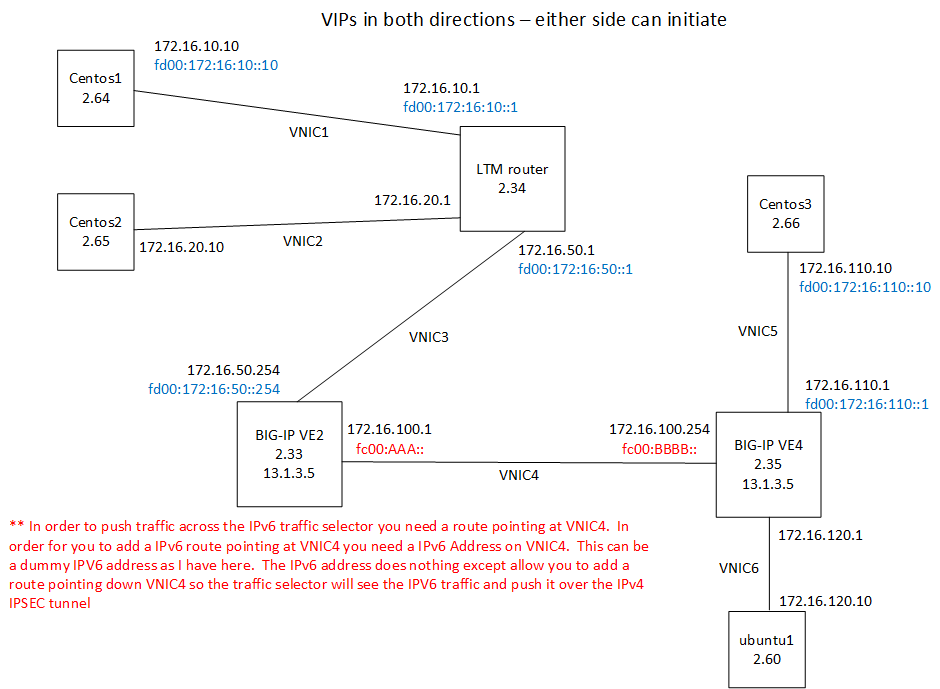 VIPs in both directions – either side can initiate
172.16.10.10
fd00:172:16:10::10
Centos1
2.64
172.16.10.1
fd00:172:16:10::1
VNIC1
LTM router
2.34
172.16.20.1
Centos2
2.65
172.16.20.10
VNIC2
Centos3
2.66
172.16.50.1
fd00:172:16:50::1
172.16.110.10
fd00:172:16:110::10
VNIC3
VNIC5
172.16.50.254
fd00:172:16:50::254
172.16.110.1
fd00:172:16:110::1
BIG-IP VE2
2.33
13.1.3.5
172.16.100.1
fc00:AAA::
172.16.100.254
fc00:BBBB::
BIG-IP VE4
2.35
13.1.3.5
VNIC4
** In order to push traffic across the IPv6 traffic selector you need a route pointing at VNIC4.  In
order for you to add a IPv6 route pointing at VNIC4 you need a IPv6 Address on VNIC4.  This can be
a dummy IPV6 address as I have here.  The IPv6 address does nothing except allow you to add a
route pointing down VNIC4 so the traffic selector will see the IPV6 traffic and push it over the IPv4
IPSEC tunnel
172.16.120.1
VNIC6
172.16.120.10
ubuntu1
2.60